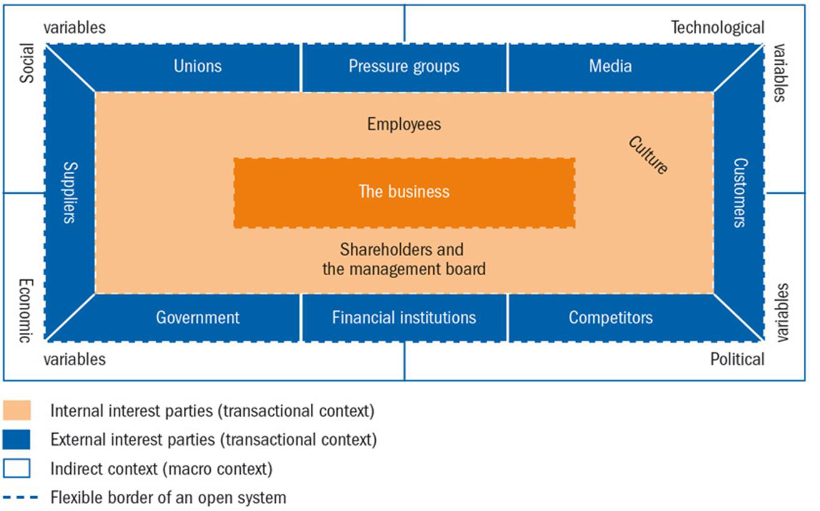 variables
Technological
Social
variables
Unions
Pressure groups
Media
Employees
Culture
Suppliers
The business
Customers
Shareholders and
the management board
Government
Financial institutions
Competitors
Economic
variables
variables
Political
Internal interest parties (transactional context)
External interest parties (transactional context)
Indirect context (macro context)
Flexible border of an open system